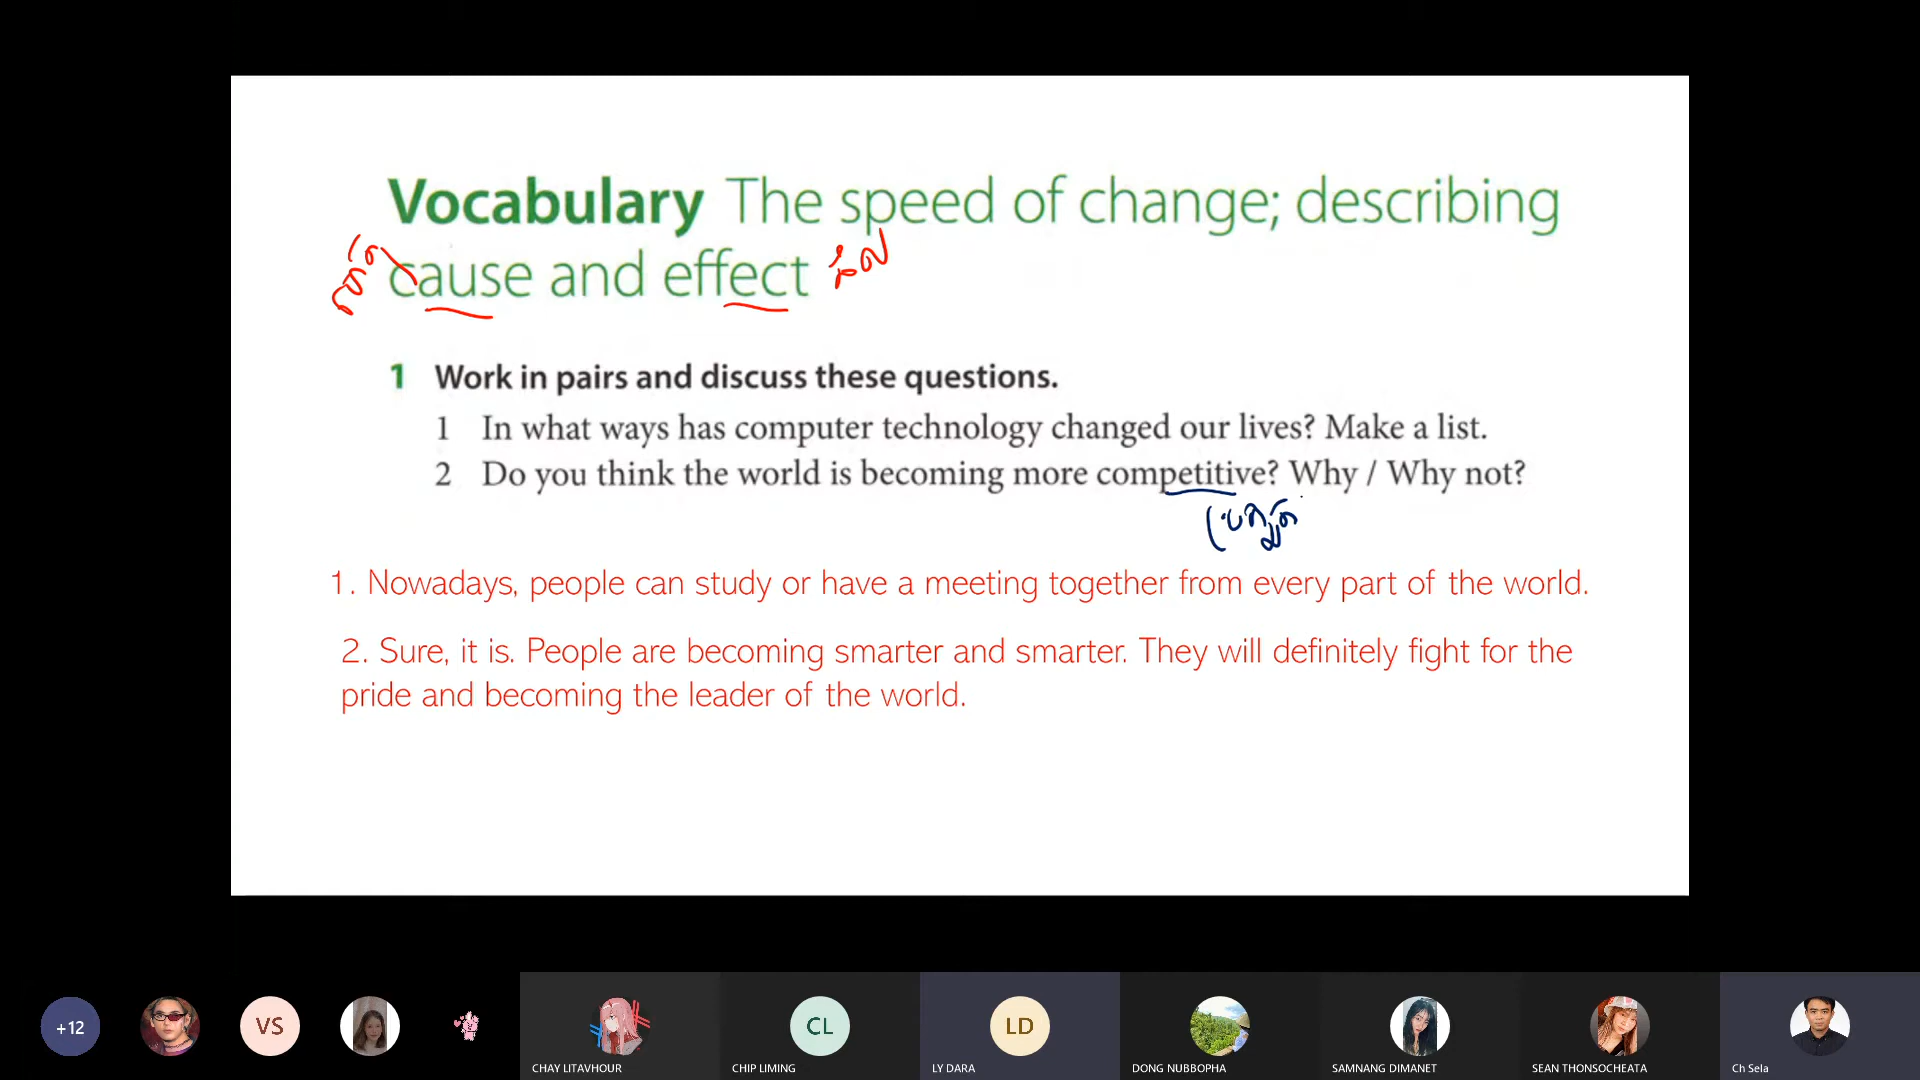 Vocabulary The speed of change; describing
cause and effect ផល
1 Work in pairs and discuss these questions.
1 In what ways has computer technology changed our lives? Make a list.
2 Do you think the world is becoming more competitive? Why / Why not?
1. Nowadays, people can study or have a meeting together from every part of the world.
2. Sure, it is. People are becoming smarter and smarter. They will definitely fight for the
pride and becoming the leader of the world.
+12
VS
CL
LD
CHAY LITAVHOUR
CHIP LIMING
LY DARA
DONG NUBBOPHA
SAMNANG DIMANET
SEAN THONSOCHEATA
Ch Sela